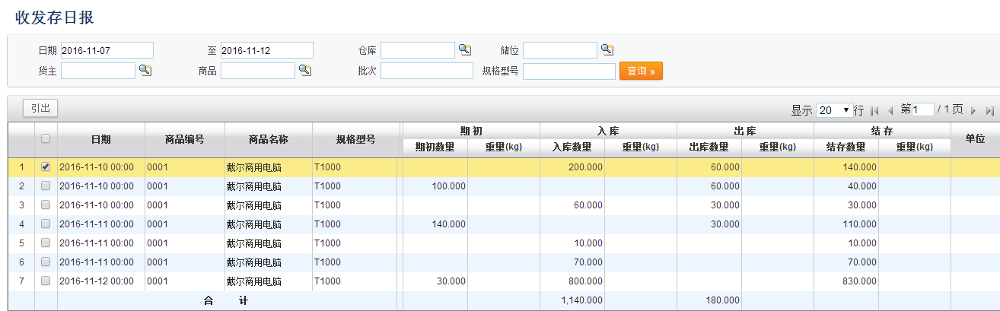 收发存日报
日期 2016-11-07 至 2016-11-12 仓库 储位
货主 商品 批次 规格型号 查询 »
引出 显示 20 行 第 1 / 1 页
日期 商品编号 商品名称 规格型号 期 初 入 库 出 库 结 存 单位
期初数量 重量(kg) 入库数量 重量(kg) 出库数量 重量(kg) 结存数量 重量(kg)
1 2016-11-10 00:00 0001 戴尔商用电脑 T1000 200.000 60.000 140.000
2 2016-11-10 00:00 0001 戴尔商用电脑 T1000 100.000 60.000 40.000
3 2016-11-10 00:00 0001 戴尔商用电脑 T1000 60.000 30.000 30.000
4 2016-11-11 00:00 0001 戴尔商用电脑 T1000 140.000 30.000 110.000
5 2016-11-11 00:00 0001 戴尔商用电脑 T1000 10.000 10.000
6 2016-11-11 00:00 0001 戴尔商用电脑 T1000 70.000 70.000
7 2016-11-12 00:00 0001 戴尔商用电脑 T1000 30.000 800.000 830.000
合 计 1,140.000 180.000